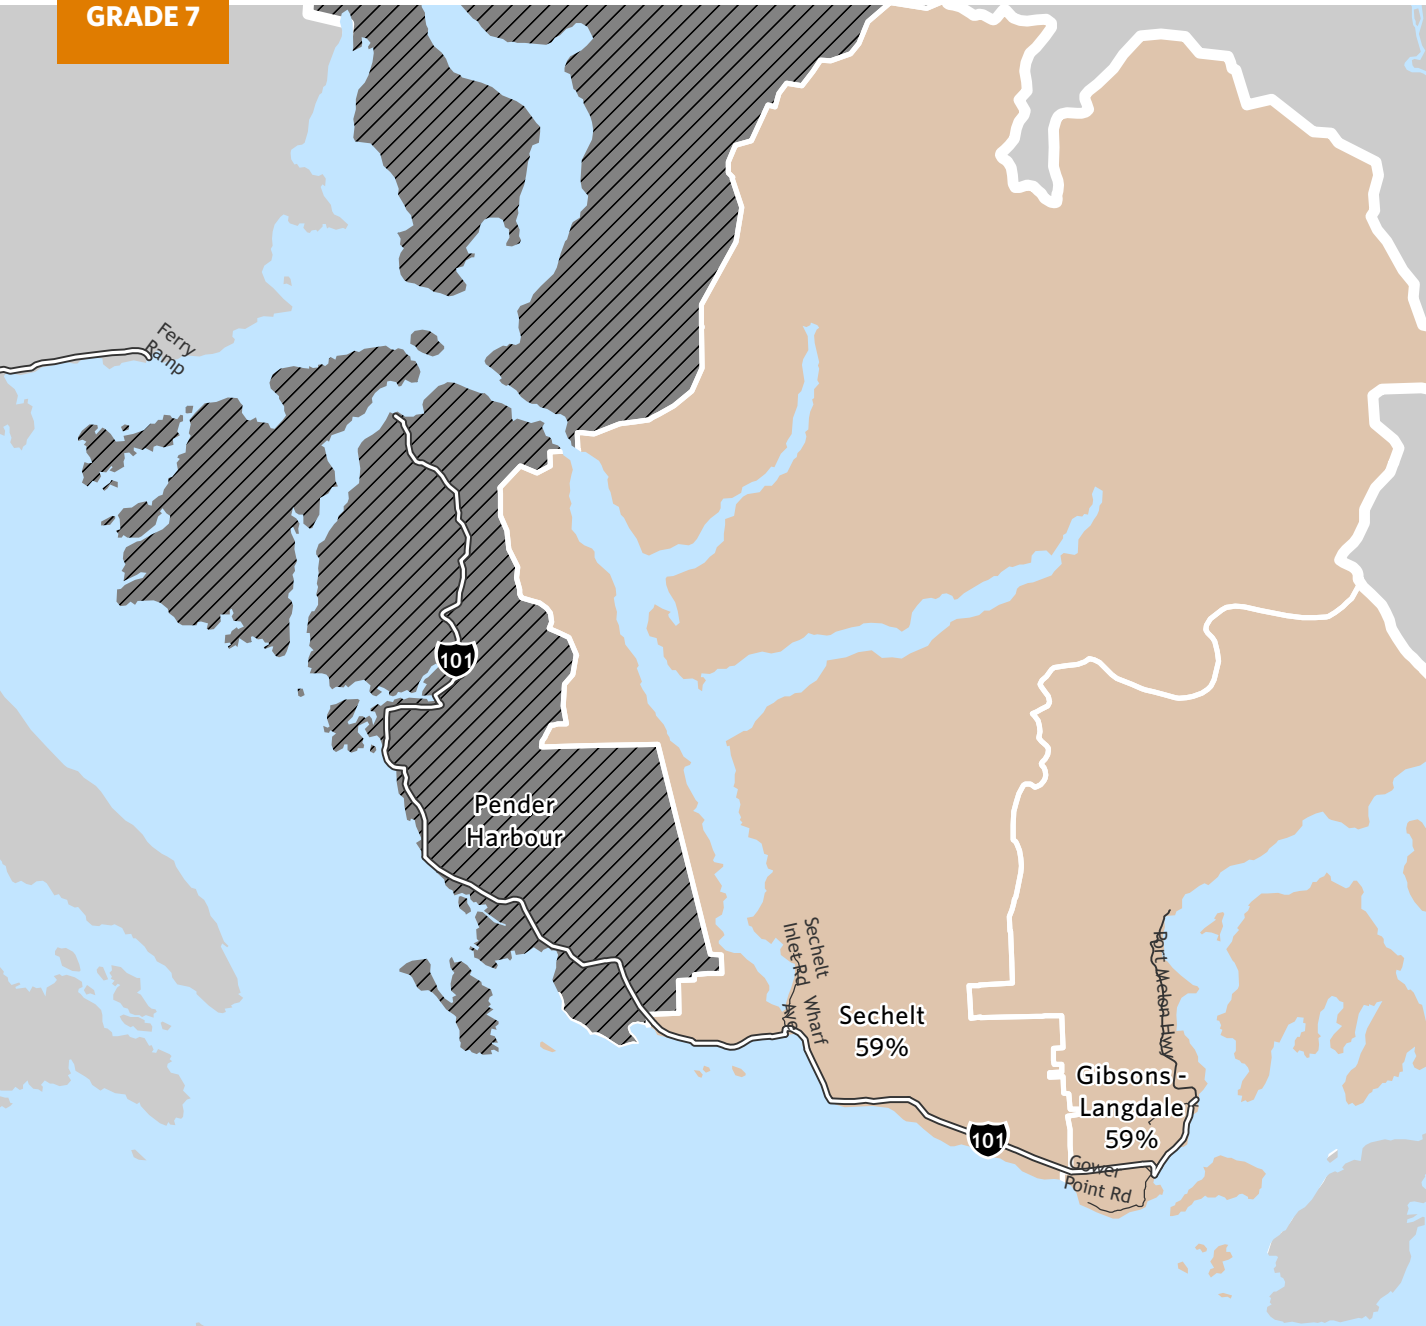 GRADE 7
Ferry
Ramp
101
Pender
Harbour
Sechelt
Inlet Rd
Wharf
Ave
Sechelt
59%
Port Mellon Hwy
Gibsons -
Langdale
59%
101
Gower
Point Rd